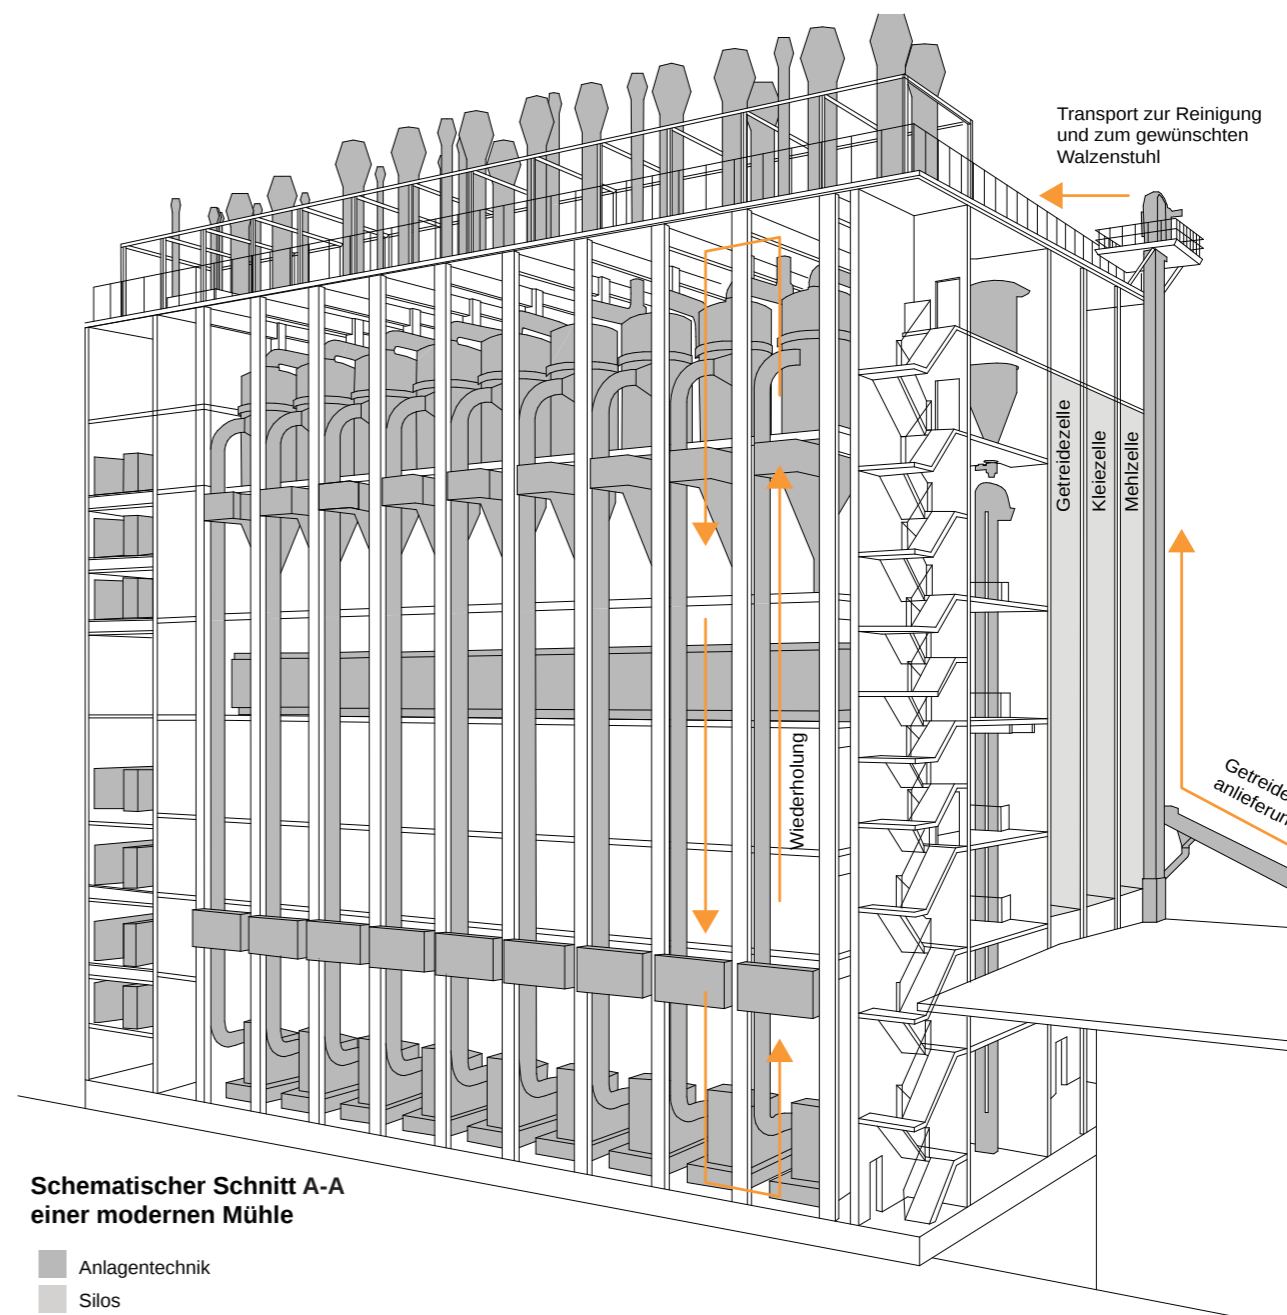 Transport zur Reinigung
und zum gewünschten
Walzenstuhl
Getreidezelle
Kleiezelle
Mehlzelle
Wiederholung
Schematischer Schnitt A-A
einer modernen Mühle
Anlagentechnik
Silos